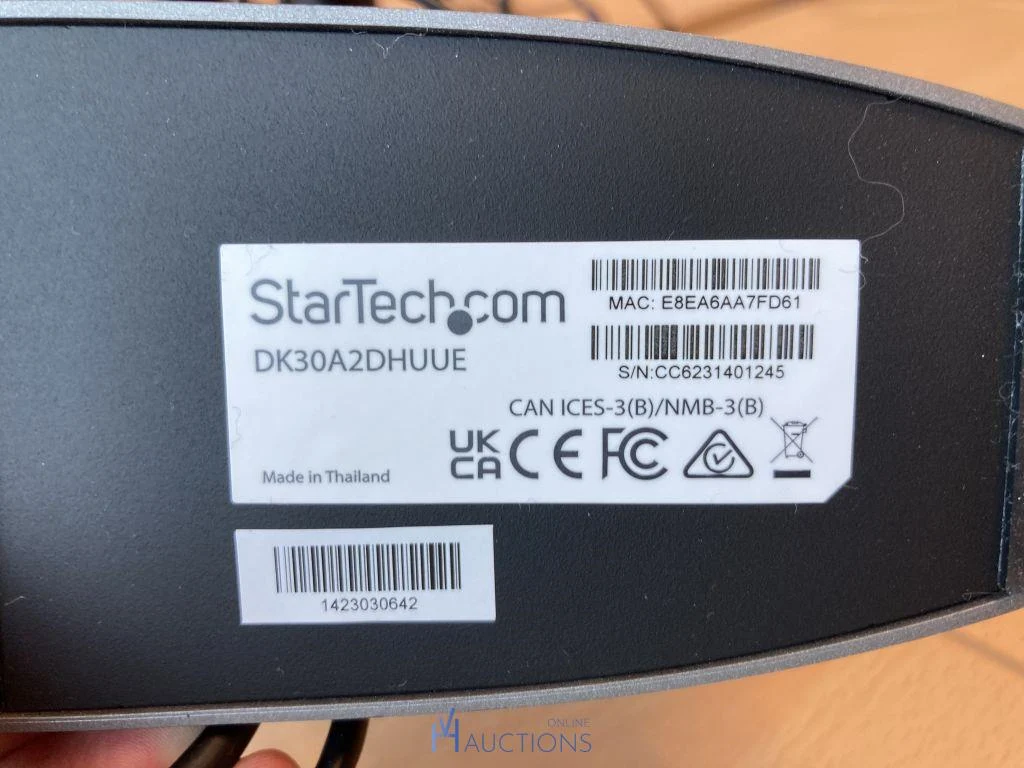 StarTech.com
DK30A2DHUUE
MAC: E8EA6AA7FD61
S/N:CC6231401245
CAN ICES-3(B)/NMB-3(B)
UK
CA CE FC
Made in Thailand
1423030642
ONLINE
AUCTIONS